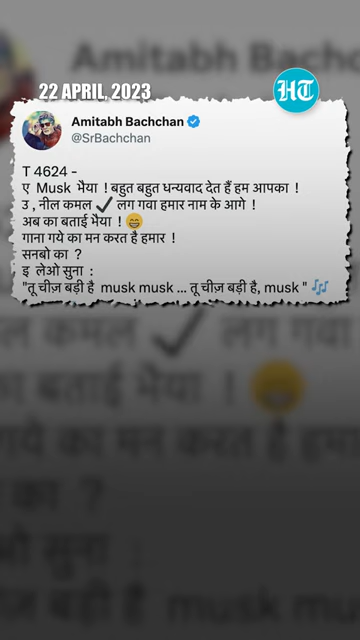 22 APRIL, 2023
HT
Amitabh Bachchan
@SrBachchan
T 4624 -
ए Musk भैया ! बहुत बहुत धन्यवाद देत हैं हम आपका !
उ , नील कमल ✔️ लग गवा हमार नाम के आगे !
अब का बताई भैया ! 😁
गाना गये का मन करत है हमार !
सनबो का ?
इ लेओ सुना :
"तू चीज़ बड़ी है musk musk ... तू चीज़ बड़ी है, musk " 🎶